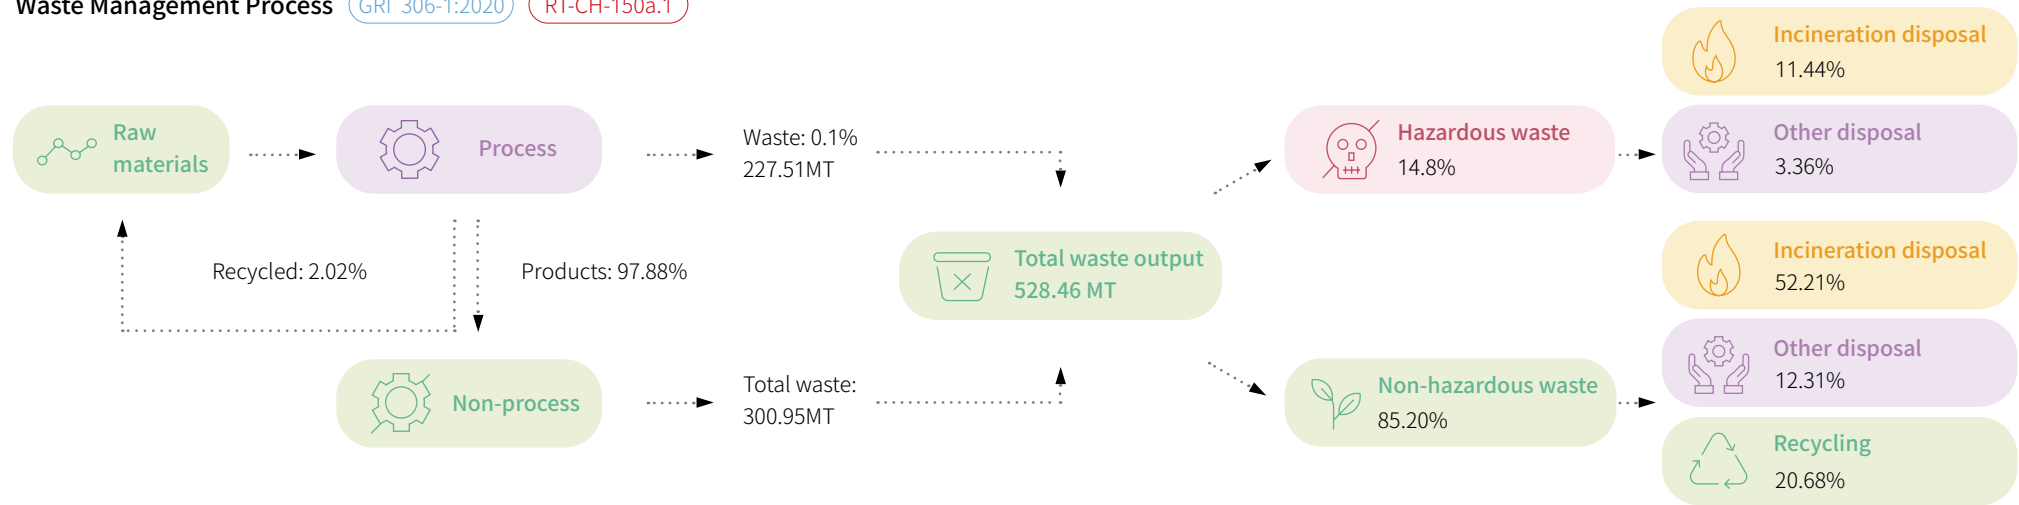 Waste Management Process GRI 306-1:2020 RT-CH-150a.1
Raw
materials
Process
Waste: 0.1%
227.51MT
Recycled: 2.02%
Products: 97.88%
Non-process
Total waste:
300.95MT
Total waste output
528.46 MT
Hazardous waste
14.8%
Incineration disposal
11.44%
Other disposal
3.36%
Non-hazardous waste
85.20%
Incineration disposal
52.21%
Other disposal
12.31%
Recycling
20.68%